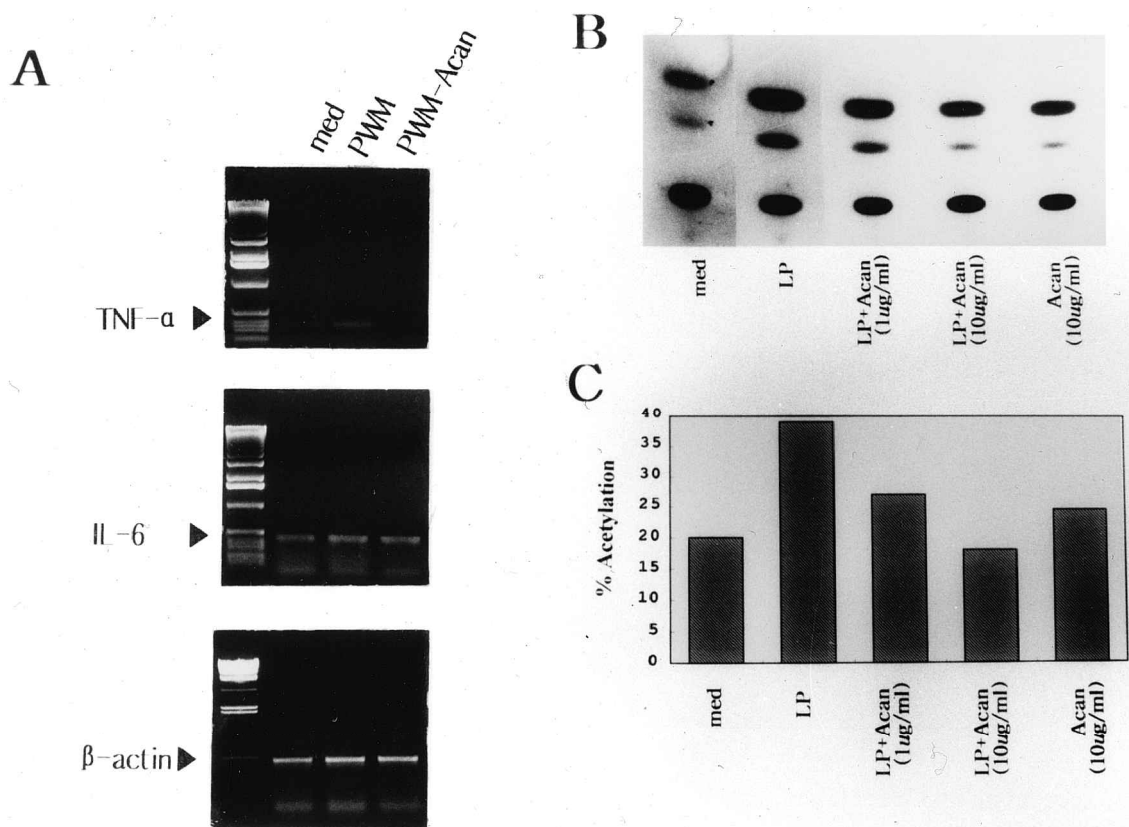 A
med
PWM
PWM-Acan
TNF-α
IL-6
β-actin
B
med
LP
LP+Acan
(1ug/ml)
LP+Acan
(10ug/ml)
Acan
(10ug/ml)
C
% Acetylation
40
35
30
25
20
15
10
5
0
med
LP
LP+Acan
(1ug/ml)
LP+Acan
(10ug/ml)
Acan
(10ug/ml)